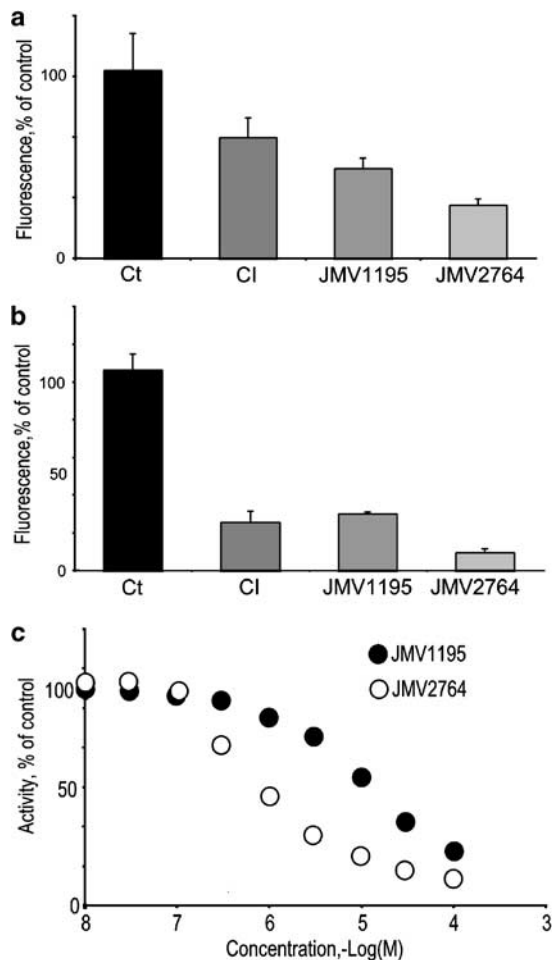 a
Fluorescence,% of control
100
0
Ct
CI
JMV1195
JMV2764
b
Fluorescence,% of control
100
50
0
Ct
CI
JMV1195
JMV2764
c
Activity, % of control
100
50
0
JMV1195
JMV2764
8 7 6 5 4 3
Concentration,-Log(M)